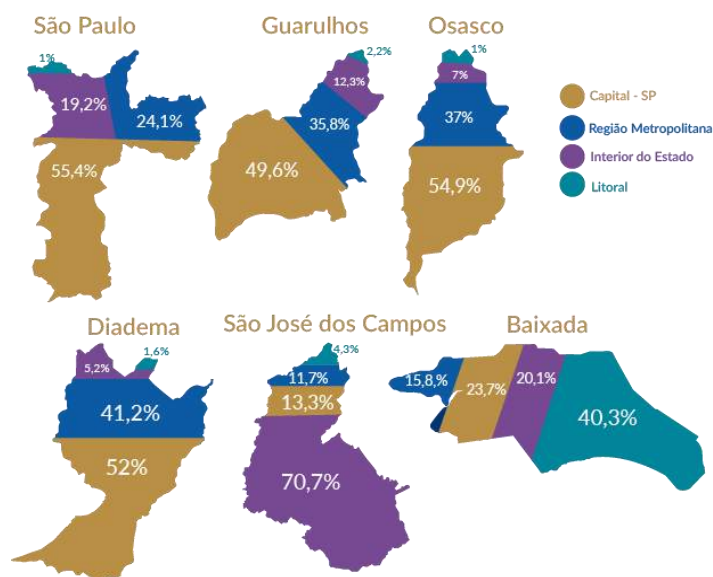 São Paulo
1%
19,2%
24,1%
55,4%
Guarulhos
2,2%
12,3%
35,8%
49,6%
Osasco
1%
7%
37%
54,9%
Capital - SP
Região Metropolitana
Interior do Estado
Litoral
Diadema
5,2%
1,6%
41,2%
52%
São José dos Campos
4,3%
11,7%
13,3%
70,7%
Baixada
15,8,%
23,7%
20,1%
40,3%